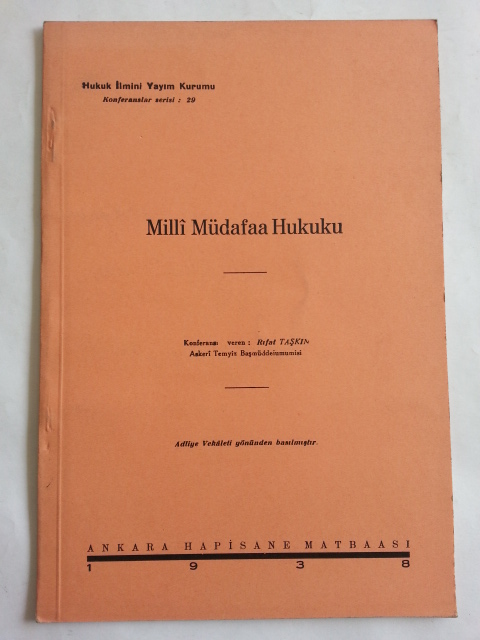 Hukuk İlmini Yayım Kurumu
Konferanslar serisi : 29
Millî Müdafaa Hukuku
Konferansı veren : Rıfat TAŞKIN
Askerî Temyiz Başmüddeiumumisi
Adliye Vekâleti gönünden basılmıştır.
ANKARA HAPİSANE MATBAASI
1 9 3 8